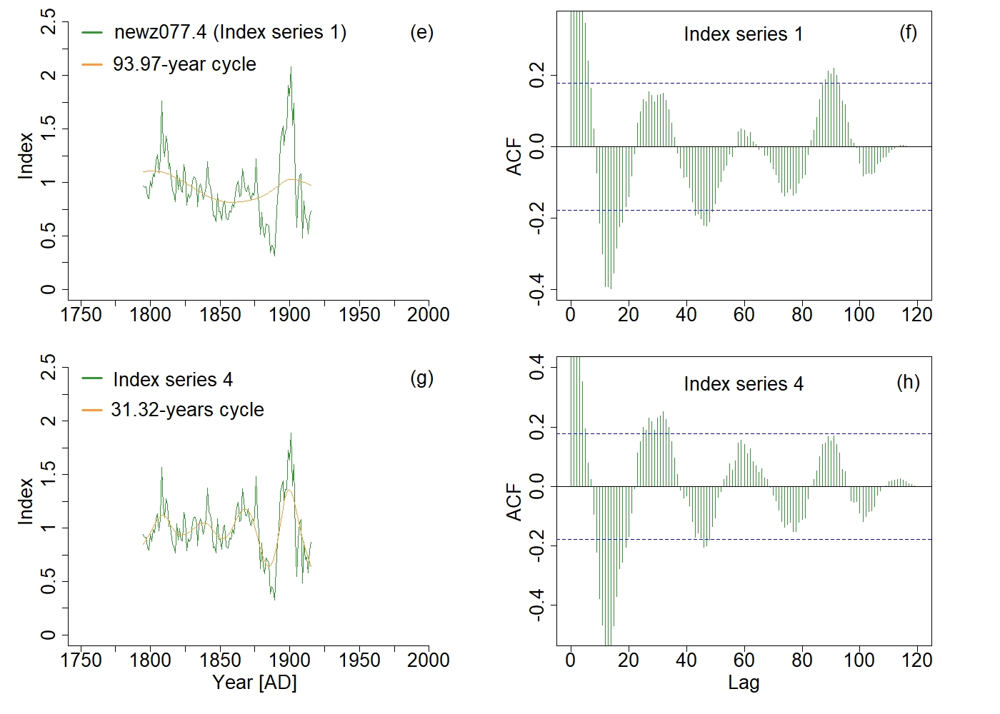 newz077.4 (Index series 1)
93.97-year cycle
(e)
Index
0 0.5 1 1.5 2 2.5
1750 1800 1850 1900 1950 2000
Index series 1
(f)
ACF
-0.4 -0.2 0.0 0.2
0 20 40 60 80 100 120
Index series 4
31.32-years cycle
(g)
Index
0 0.5 1 1.5 2 2.5
1750 1800 1850 1900 1950 2000
Year [AD]
Index series 4
(h)
ACF
-0.4 -0.2 0.0 0.2 0.4
0 20 40 60 80 100 120
Lag